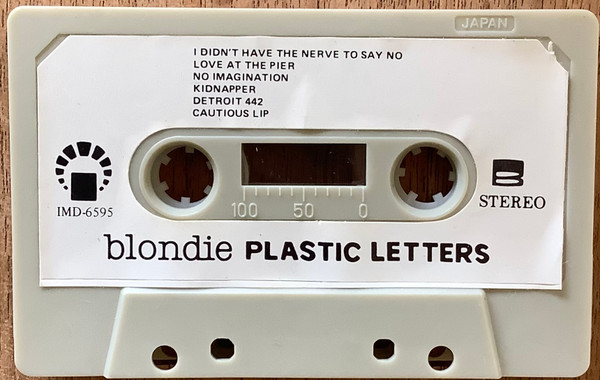 JAPAN
I DIDN'T HAVE THE NERVE TO SAY NO
LOVE AT THE PIER
NO IMAGINATION
KIDNAPPER
DETROIT 442
CAUTIOUS LIP
IMD-6595
100 50 0
B
STEREO
blondie PLASTIC LETTERS